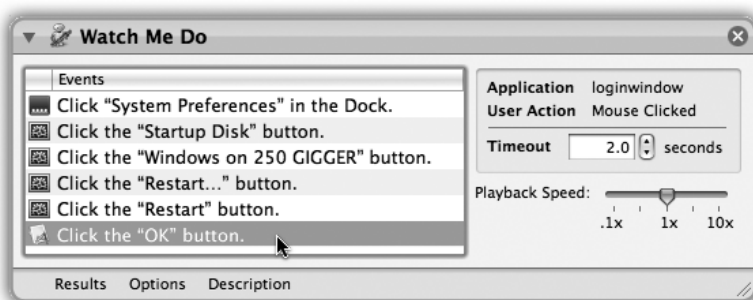 Watch Me Do
Events
Click “System Preferences” in the Dock.
Click the “Startup Disk” button.
Click the “Windows on 250 GIGGER” button.
Click the “Restart...” button.
Click the “Restart” button.
Click the “OK” button.
Application loginwindow
User Action Mouse Clicked
Timeout 2.0 seconds
Playback Speed:
.1x 1x 10x
Results Options Description